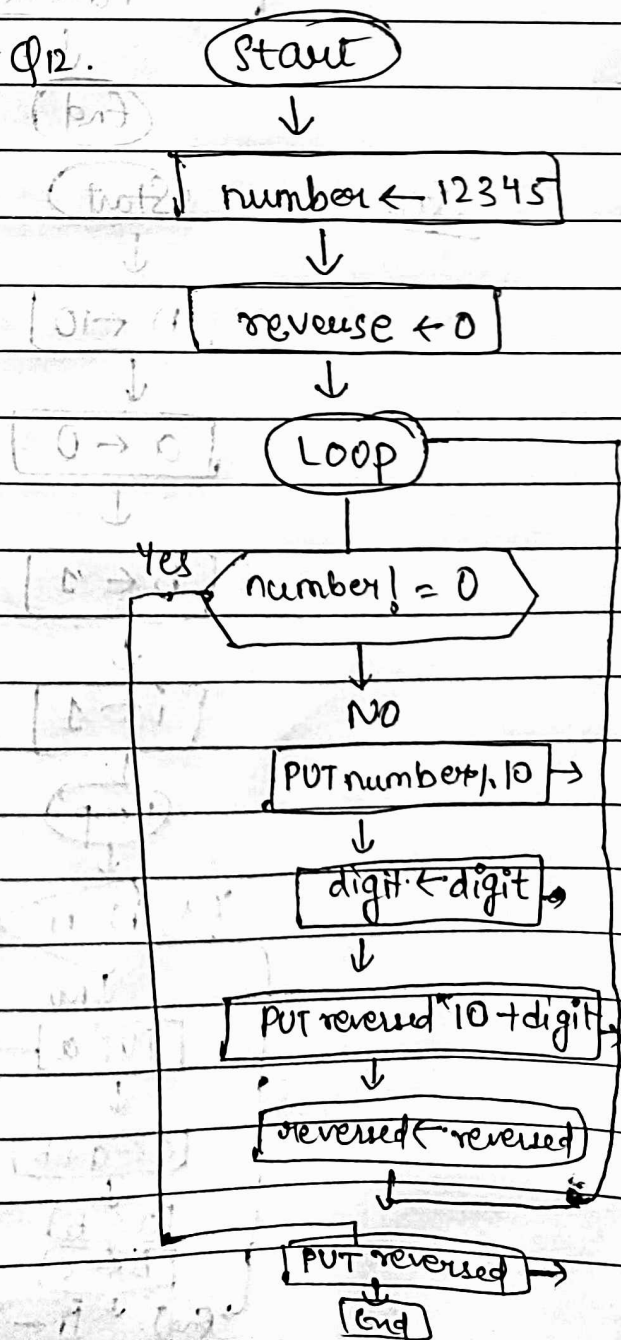 Q12. Start
number ← 12345
reveuse ← 0
LOOP
Yes
number! = 0
NO
PUT number%10 →
digit ← digit
PUT reversed*10+digit
reversed ← reversed
PUT reversed →
End